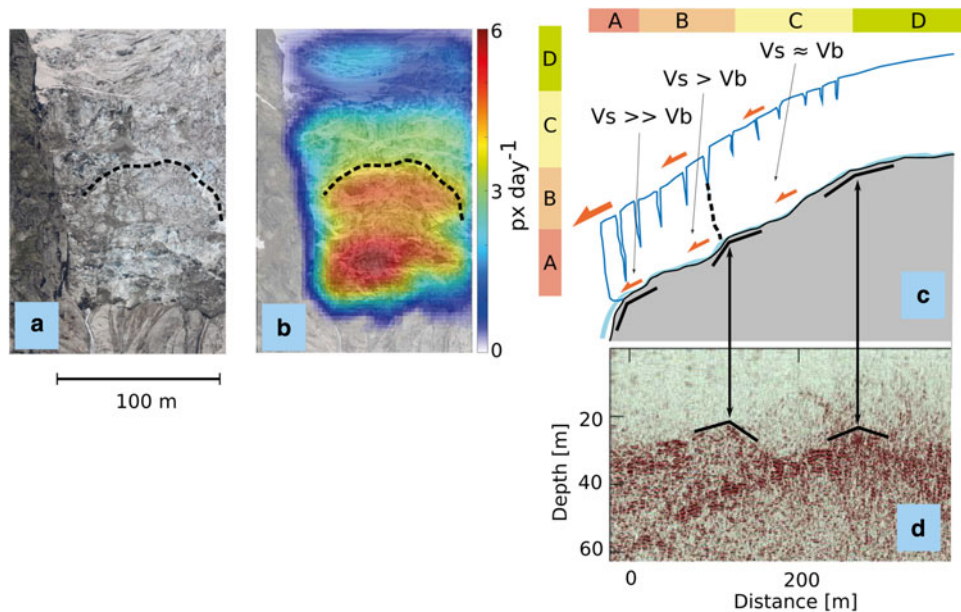 a
100 m
b
6
3
0
px day-1
A B C D
D
C
B
A
Vs >> Vb
Vs > Vb
Vs ≈ Vb
c
20
40
60
Depth [m]
d
0 200
Distance [m]